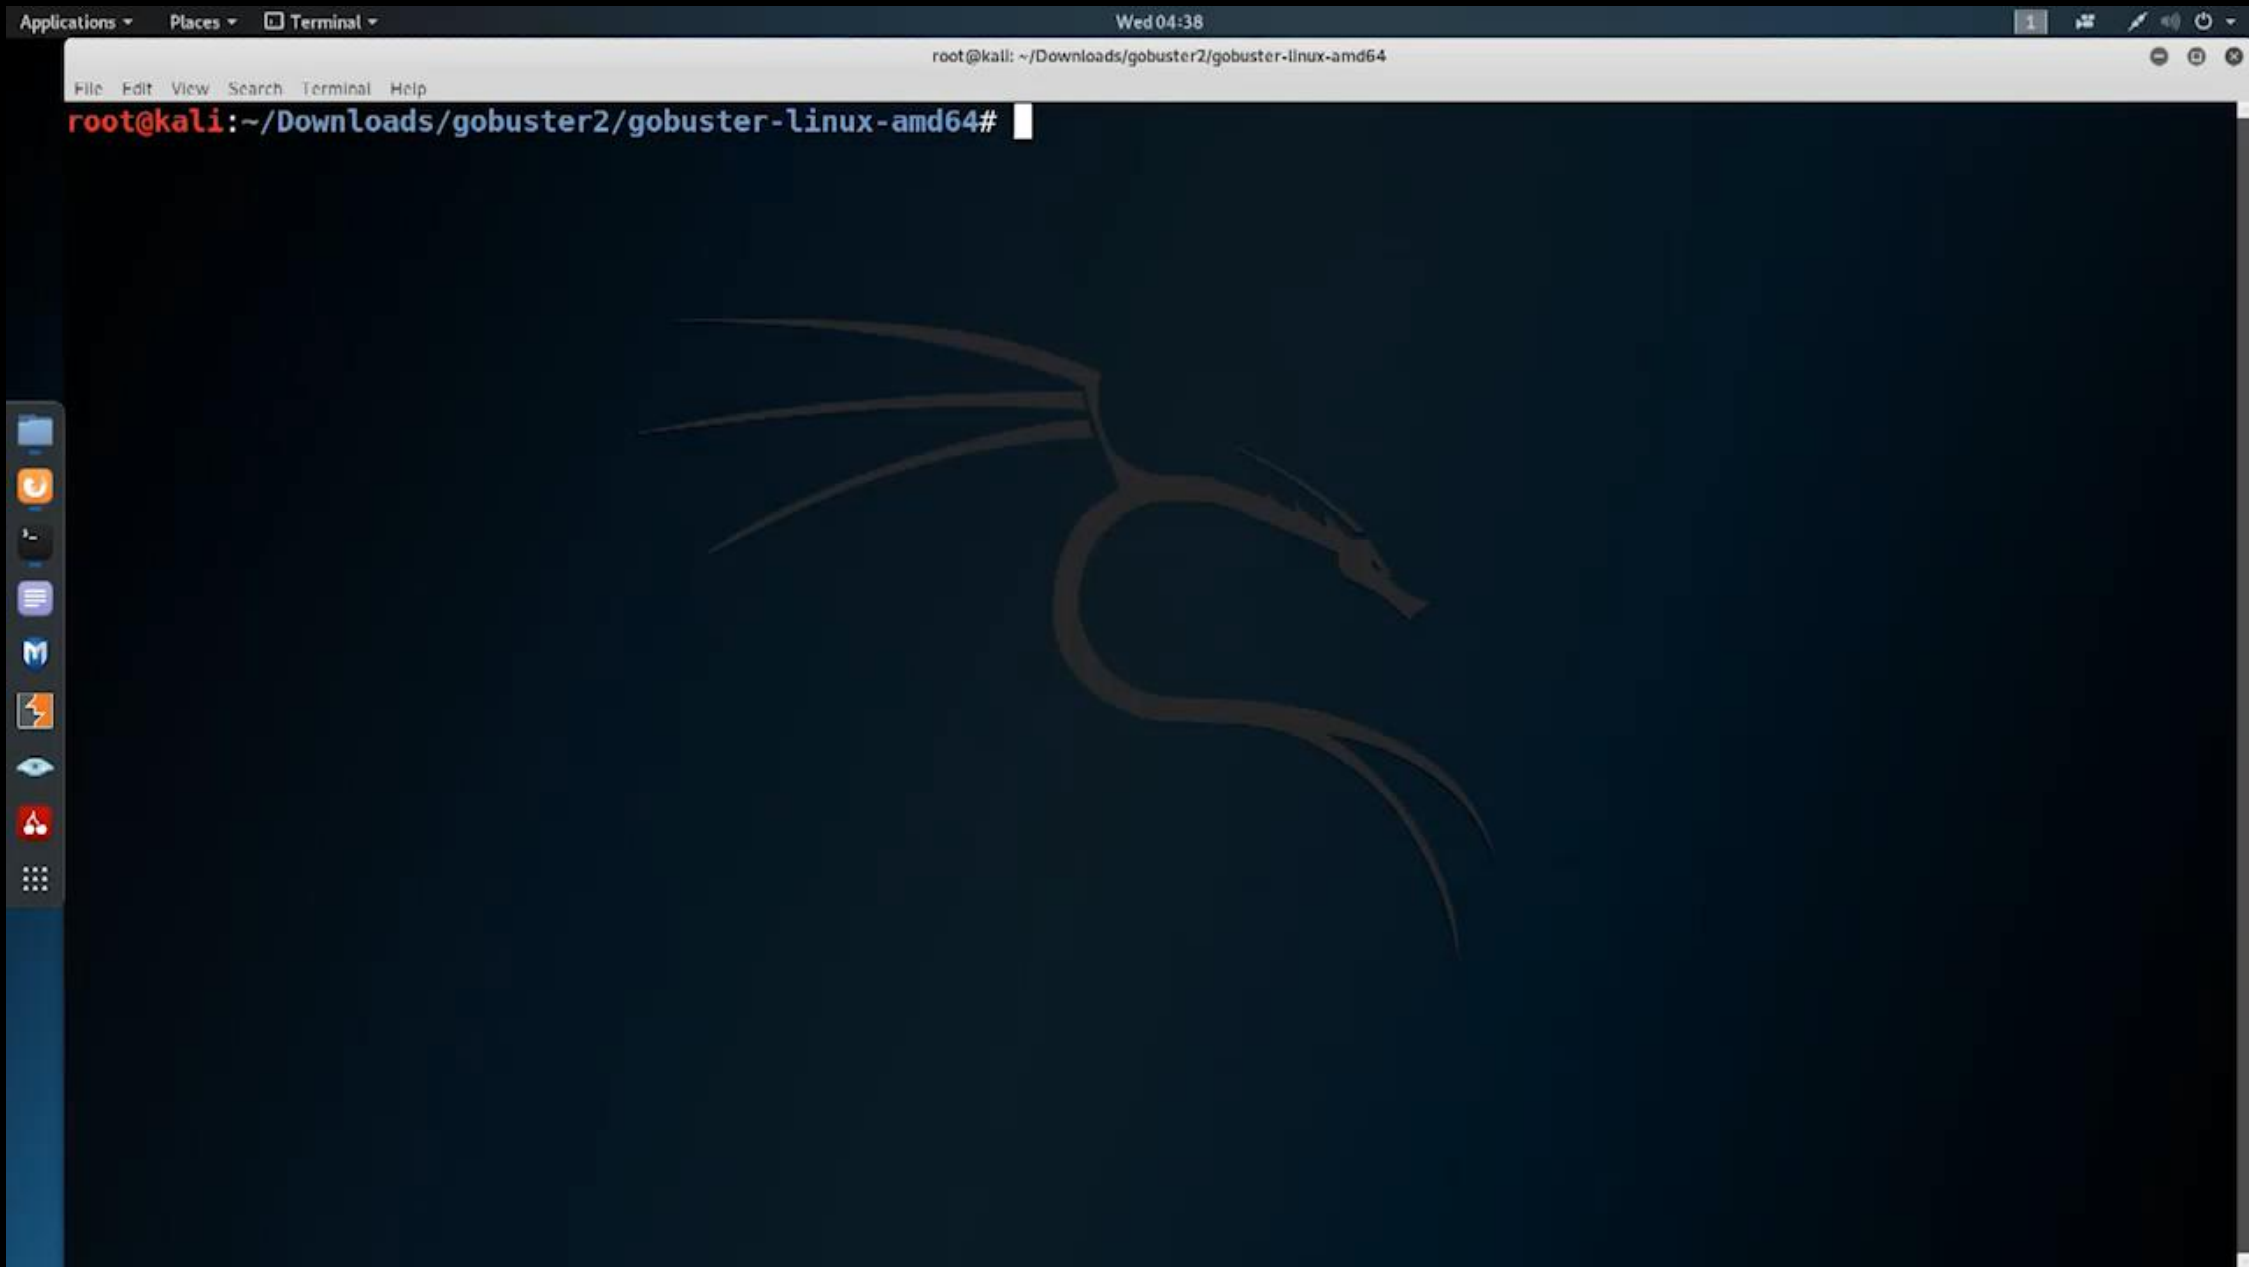 Applications Places Terminal Wed 04:38 1
root@kali: ~/Downloads/gobuster2/gobuster-linux-amd64
File Edit View Search Terminal Help
root@kali:~/Downloads/gobuster2/gobuster-linux-amd64#